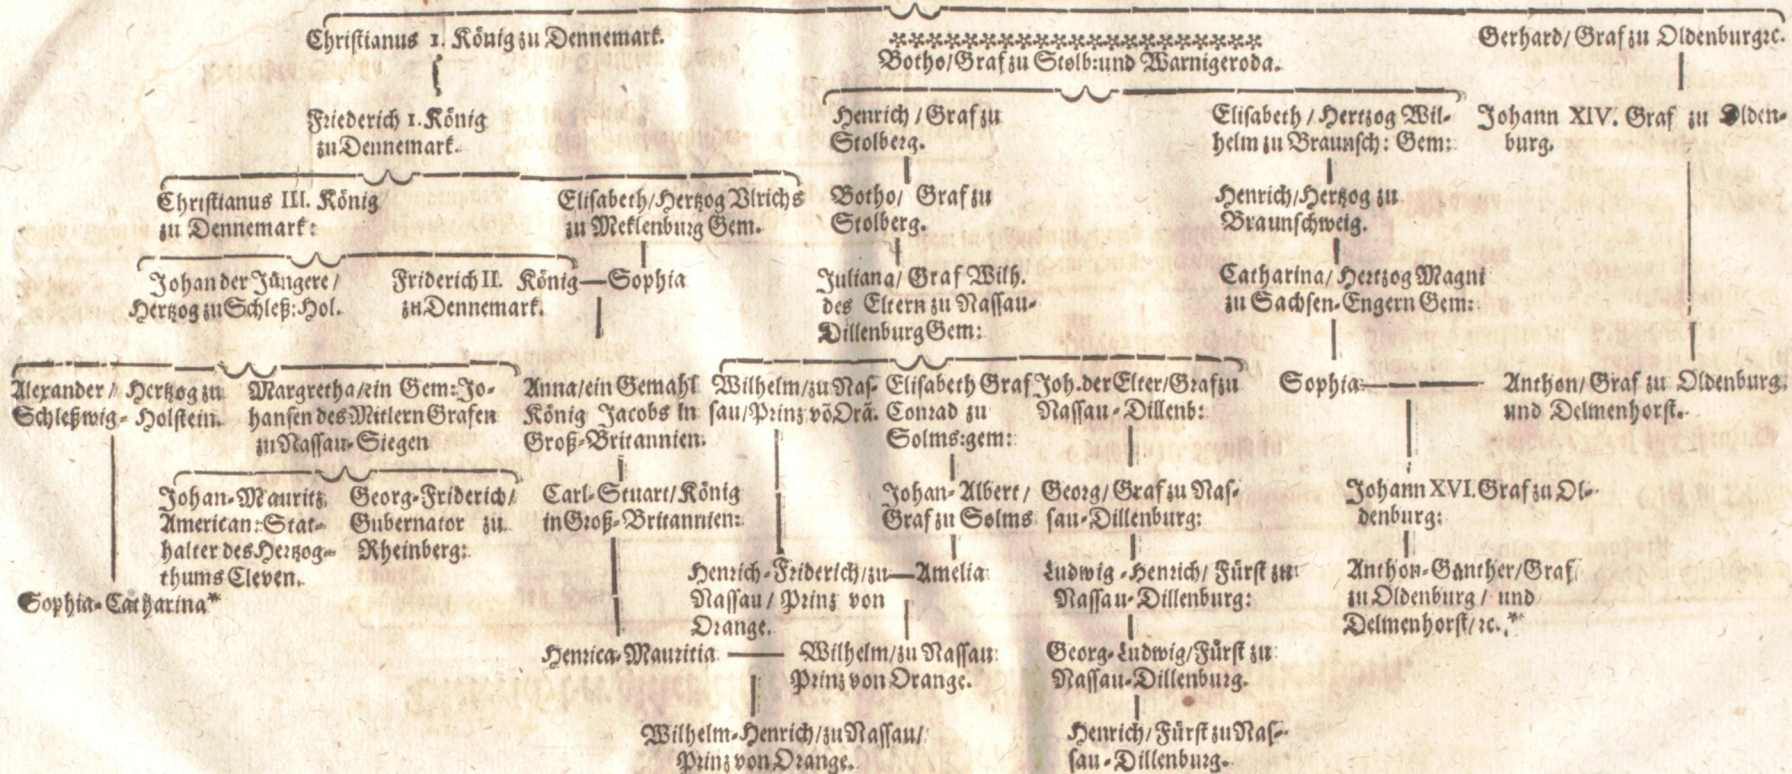 Christianus 1. König zu Dennemark.
Botho/Graf zu Stolb:und Warnigeroda.
Gerhard/Graf zu Oldenburg ꝛc.
Friederich 1. König
zu Dennemark.
Henrich / Graf zu
Stolberg.
Elisabeth / Hertzog Wil-
helm zu Braunsch: Gem:
Johann XIV. Graf zu Olden-
burg.
Christianus III. König
zu Dennemark:
Elisabeth/Hertzog Vlrichs
zu Meklenburg Gem.
Botho/ Graf zu
Stolberg.
Henrich/Hertzog zu
Braunschweig.
Johan der Jüngere /
Hertzog zu Schleß: Hol.
Friderich II. König
zu Dennemark.
Sophia
Juliana/ Graf Wilh.
des Eltern zu Nassau-
Dillenburg Gem:
Catharina/ Hertzog Magni
zu Sachsen-Engern Gem:
Alexander / Hertzog zu
Schleßwig-Holstein.
Margretha/ein Gem:Jo-
hansen des Mitlern Grafen
zu Nassau-Siegen
Anna/ein Gemahl
König Jacobs in
Groß-Britannien.
Wilhelm/zu Nas-
sau/Prinz võ Orã.
Elisabeth Graf
Conrad zu
Solms:gem:
Joh. der Elter/Graf zu
Nassau-Dillenb:
Sophia
Anthon/ Graf zu Oldenburg
und Delmenhorst.
Johan-Mauritz
American: Stat-
halter des Hertzog-
thums Cleven.
Georg-Friderich/
Gubernator zu
Rheinberg:
Carl-Stuart/König
in Groß-Britannien:
Johan-Albert /
Graf zu Solms
Georg/ Graf zu Nas-
sau-Dillenburg:
Johann XVI. Graf zu Ol-
denburg:
Sophia-Catharina*
Henrich-Friderich/zu
Nassau / Prinz von
Orange.
Amelia
Ludwig-Henrich/ Fürst zu
Nassau-Dillenburg:
Anthon-Günther/Graf
zu Oldenburg / und
Delmenhorst/ ꝛc.*
Henrica-Mauritia
Wilhelm/zu Nassau
Prinz von Orange.
Georg-Ludwig/Fürst zu
Nassau-Dillenburg.
Wilhelm-Henrich/zu Nassau/
Prinz von Orange.
Henrich/ Fürst zu Nas-
sau-Dillenburg.